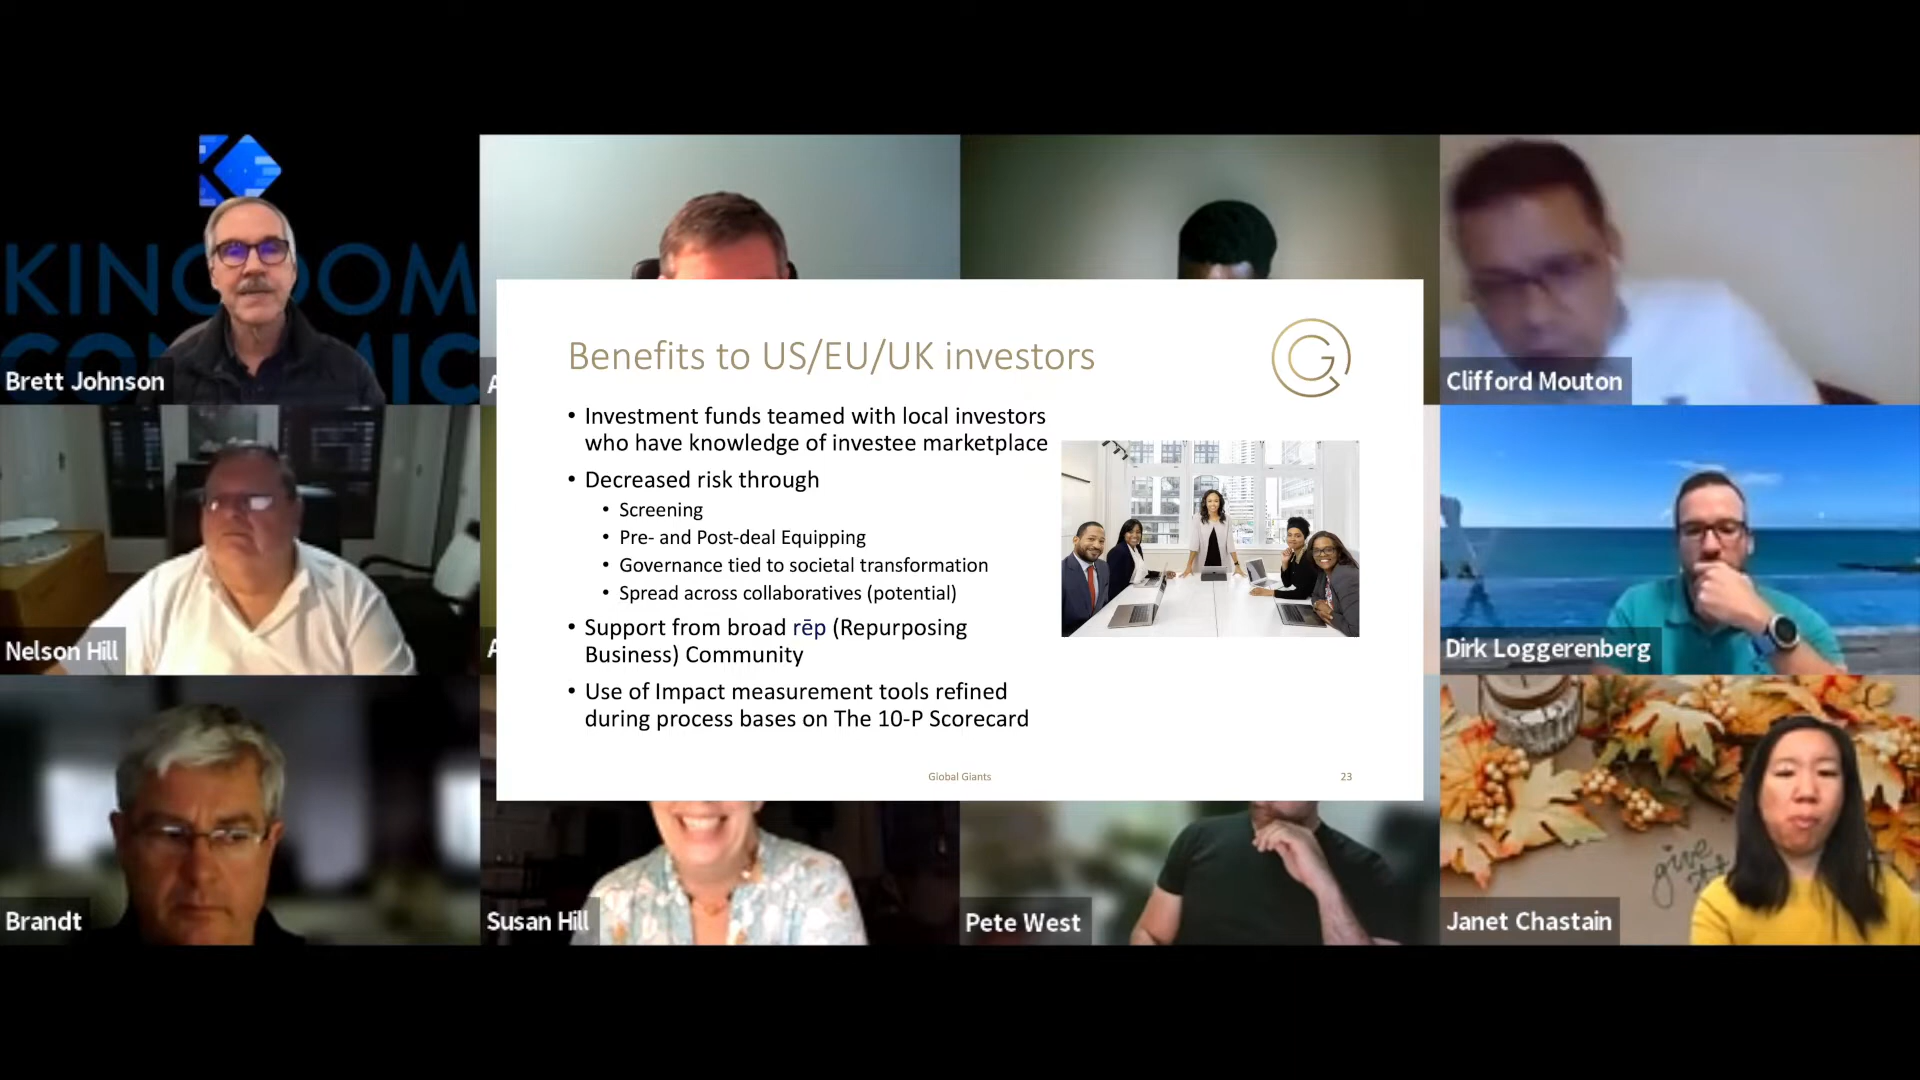 KINGDOM
Brett Johnson
Clifford Mouton
Benefits to US/EU/UK investors
• Investment funds teamed with local investors
who have knowledge of investee marketplace
• Decreased risk through
• Screening
• Pre- and Post-deal Equipping
• Governance tied to societal transformation
• Spread across collaboratives (potential)
• Support from broad rēp (Repurposing
Business) Community
• Use of Impact measurement tools refined
during process bases on The 10-P Scorecard
Global Giants
23
Nelson Hill
Dirk Loggerenberg
give
Brandt
Susan Hill
Pete West
Janet Chastain